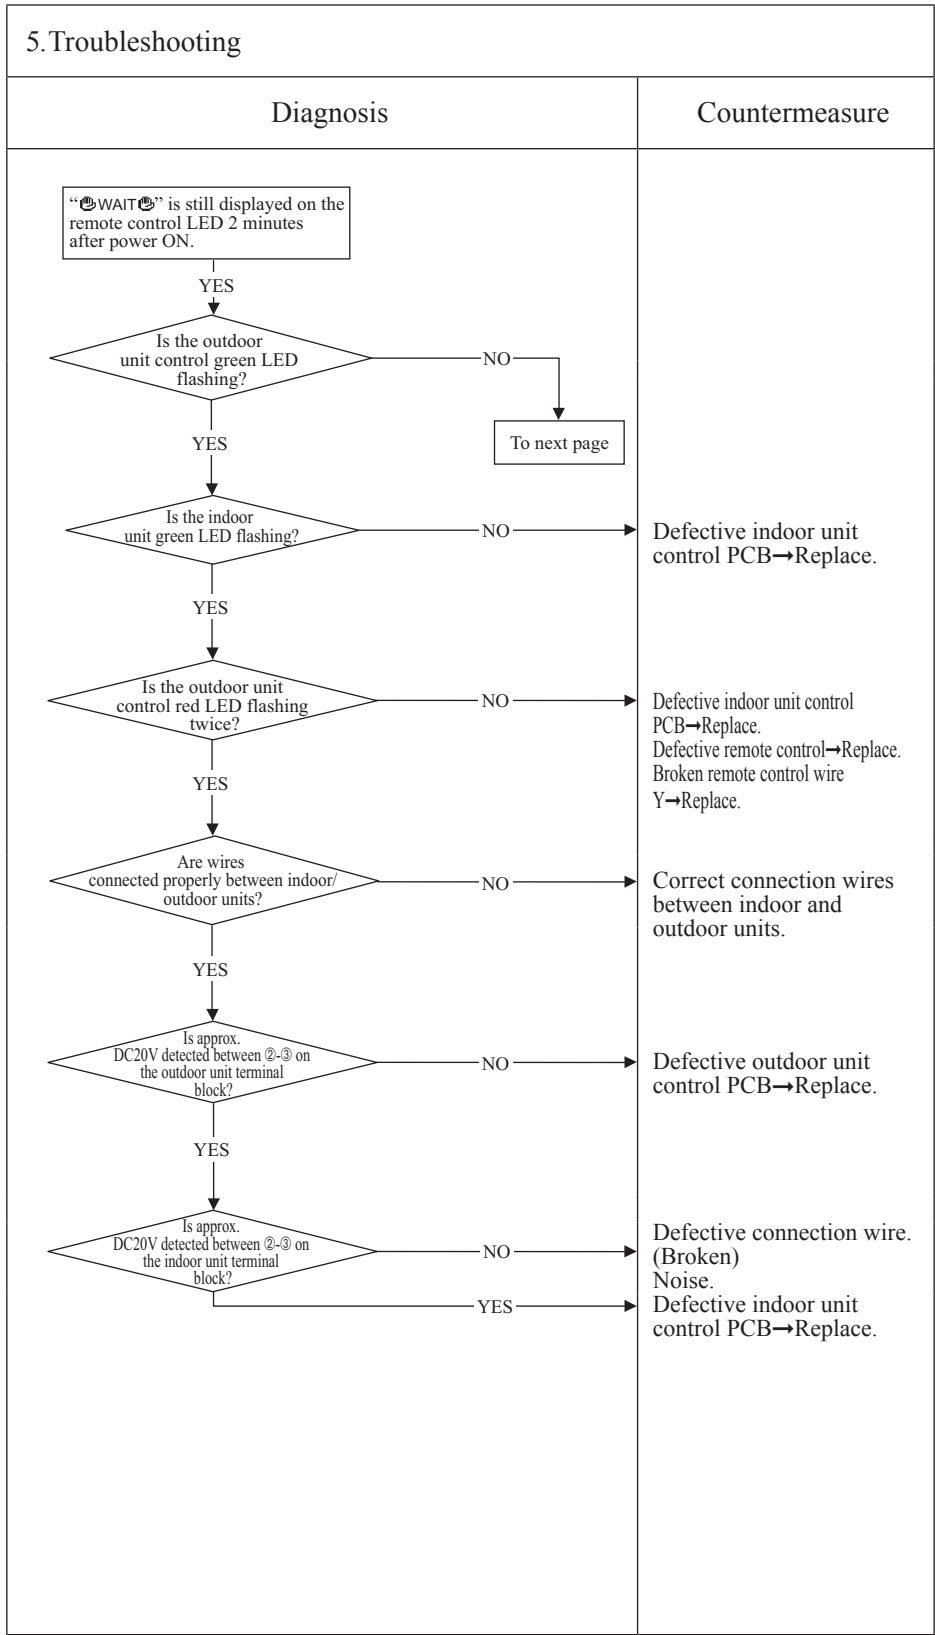 5.Troubleshooting
Diagnosis
Countermeasure
“WAIT” is still displayed on the
remote control LED 2 minutes
after power ON.
YES
Is the outdoor
unit control green LED
flashing?
NO
YES
To next page
Is the indoor
unit green LED flashing?
NO
Defective indoor unit
control PCB➞Replace.
YES
Is the outdoor unit
control red LED flashing
twice?
NO
Defective indoor unit control
PCB➞Replace.
Defective remote control➞Replace.
Broken remote control wire
Y➞Replace.
YES
Are wires
connected properly between indoor/
outdoor units?
NO
Correct connection wires
between indoor and
outdoor units.
YES
Is approx.
DC20V detected between ②-③ on
the outdoor unit terminal
block?
NO
Defective outdoor unit
control PCB➞Replace.
YES
Is approx.
DC20V detected between ②-③ on
the indoor unit terminal
block?
NO
Defective connection wire.
(Broken)
Noise.
YES
Defective indoor unit
control PCB➞Replace.